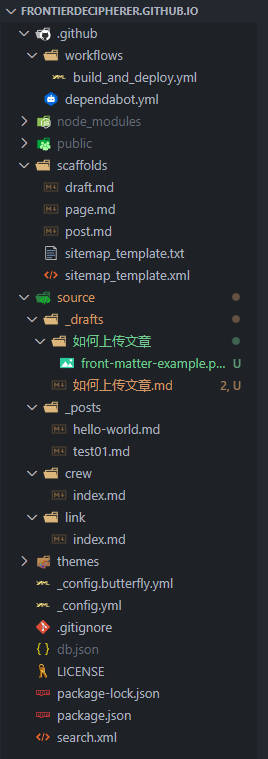 FRONTIERDECIPHERER.GITHUB.IO
.github
workflows
build_and_deploy.yml
dependabot.yml
node_modules
public
scaffolds
draft.md
page.md
post.md
sitemap_template.txt
sitemap_template.xml
source
_drafts
如何上传文章
front-matter-example.p... U
如何上传文章.md 2, U
_posts
hello-world.md
test01.md
crew
index.md
link
index.md
themes
_config.butterfly.yml
_config.yml
.gitignore
db.json
LICENSE
package-lock.json
package.json
search.xml